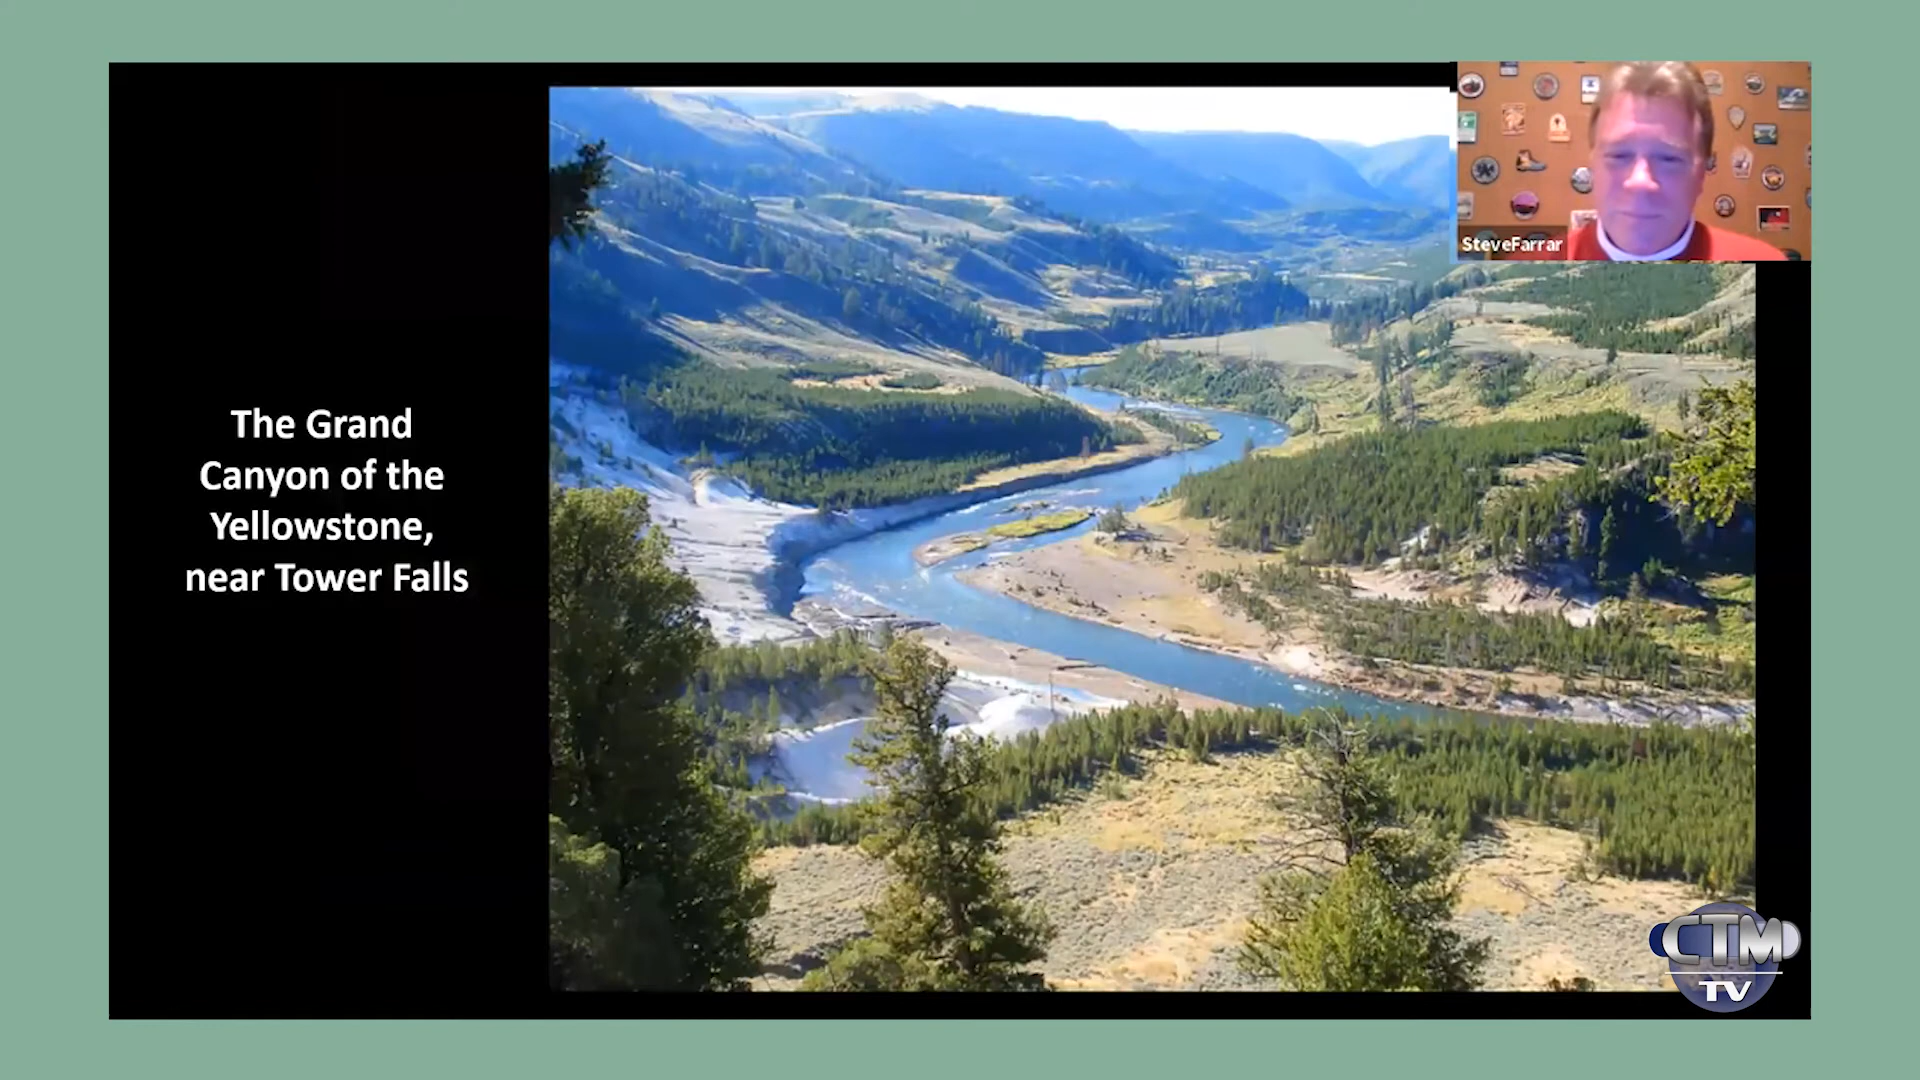 The Grand
Canyon of the
Yellowstone,
near Tower Falls
SteveFarrar
CTM
TV